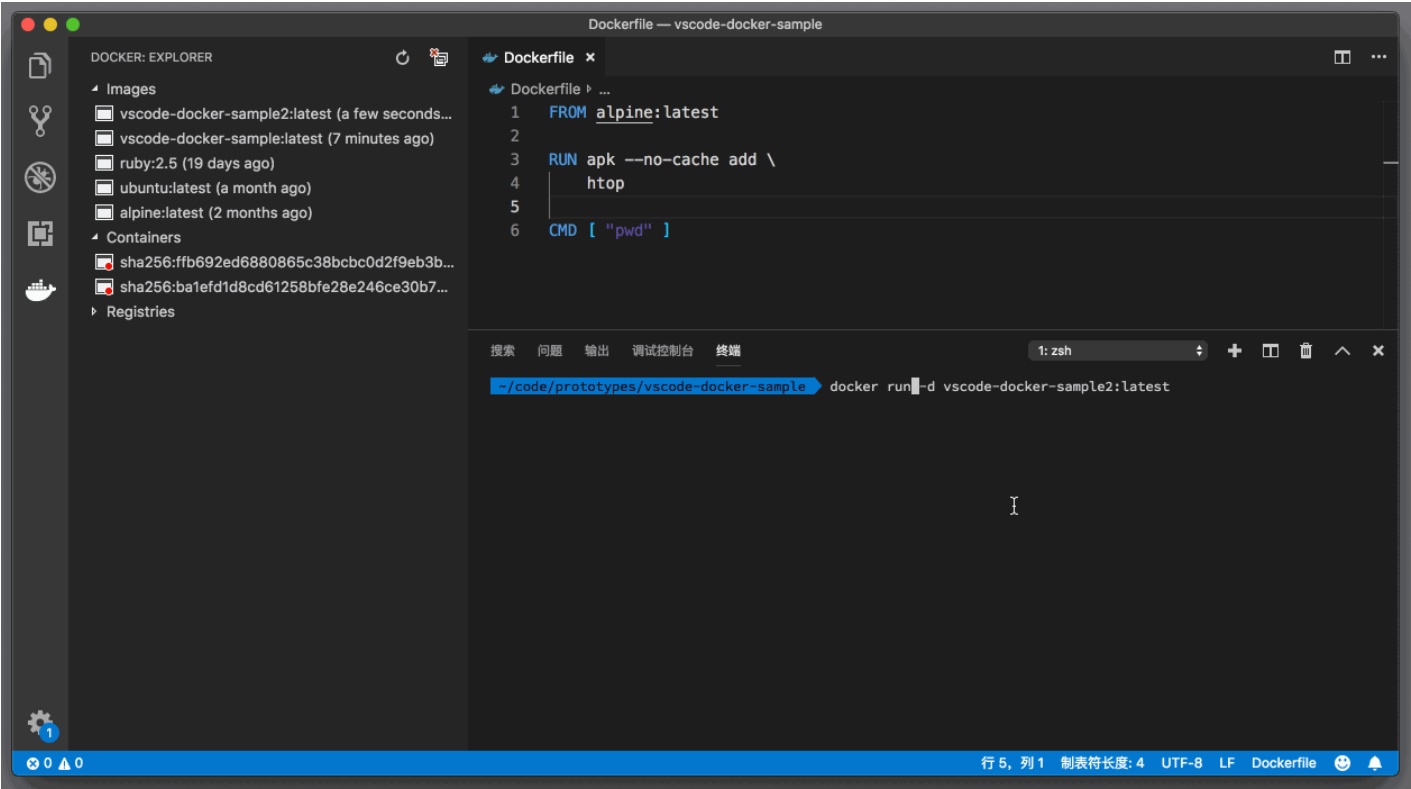 Dockerfile — vscode-docker-sample
DOCKER: EXPLORER
Images
vscode-docker-sample2:latest (a few seconds...
vscode-docker-sample:latest (7 minutes ago)
ruby:2.5 (19 days ago)
ubuntu:latest (a month ago)
alpine:latest (2 months ago)
Containers
sha256:ffb692ed6880865c38bcbc0d2f9eb3b...
sha256:ba1efd1d8cd61258bfe28e246ce30b7...
Registries
Dockerfile
Dockerfile ...
1 FROM alpine:latest
2
3 RUN apk --no-cache add \
4 htop
5
6 CMD [ "pwd" ]
搜索 问题 输出 调试控制台 终端 1: zsh
~/code/prototypes/vscode-docker-sample docker run -d vscode-docker-sample2:latest
1
0 0 行 5，列 1 制表符长度: 4 UTF-8 LF Dockerfile